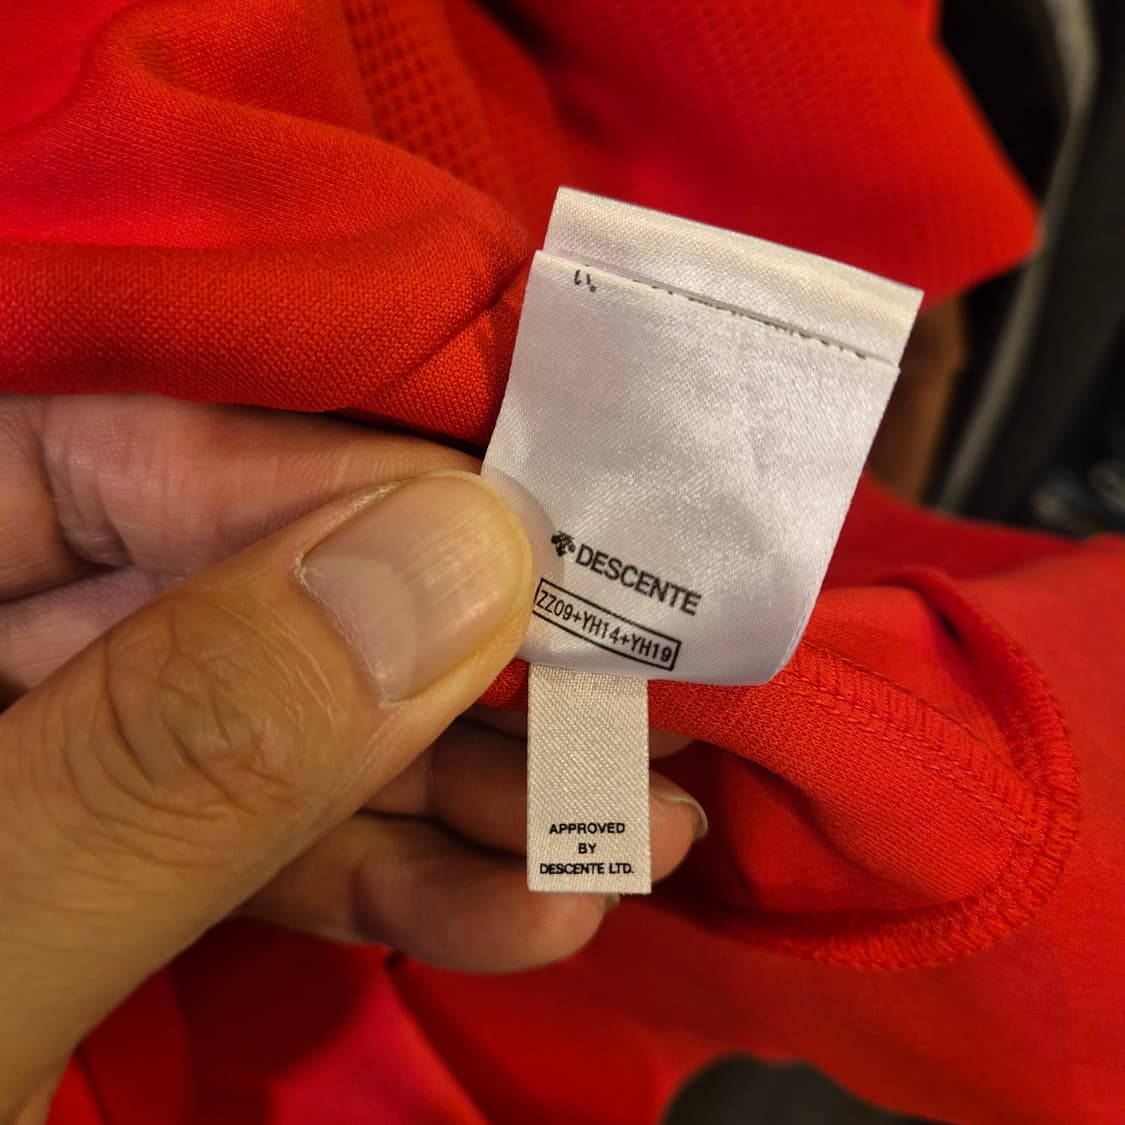 DESCENTE
ZZ09+YH14+YH19
APPROVED
BY
DESCENTE LTD.